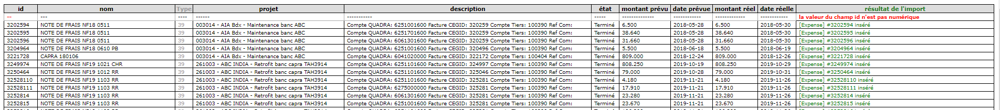 id nom Type projet description état montant prévu date prévue montant réel date réelle résultat de l'import
-- --- ---- ------ ----------- ----- ------------- ----------- ------------ ----------- la valeur du champ id n'est pas numérique
3202594 NOTE DE FRAIS NF18 0511 39 003014 - AIA Bdx - Maintenance banc ABC Compte QUADRA: 6251001600 Facture CEGID: 320259 Compte Tiers: 100390 Ref Com: Terminé 6.500 2018-05-28 6.500 2018-05-30 [Expense] #3202594 inséré
3202595 NOTE DE FRAIS NF18 0511 39 003014 - AIA Bdx - Maintenance banc ABC Compte QUADRA: 6251701600 Facture CEGID: 320259 Compte Tiers: 100390 Ref Com: Terminé 38.640 2018-05-28 38.640 2018-05-30 [Expense] #3202595 inséré
3202596 NOTE DE FRAIS NF18 0511 39 003014 - AIA Bdx - Maintenance banc ABC Compte QUADRA: 6061301600 Facture CEGID: 320259 Compte Tiers: 100390 Ref Com: Terminé 31.660 2018-05-28 31.660 2018-05-30 [Expense] #3202596 inséré
3204964 NOTE DE FRAIS NF18 0610 PB 39 003014 - AIA Bdx - Maintenance banc ABC Compte QUADRA: 6251101600 Facture CEGID: 320496 Compte Tiers: 100390 Ref Com: Terminé 5.500 2018-06-18 5.500 2018-06-19 [Expense] #3204964 inséré
3221728 CAPRA 180106 39 003014 - AIA Bdx - Maintenance banc ABC Compte QUADRA: 6041020000 Facture CEGID: 322172 Compte Tiers: 100404 Ref Com: Terminé 809.000 2018-12-24 809.000 2018-12-26 [Expense] #3221728 inséré
3249974 NOTE DE FRAIS NF19 1021 CHR 39 261003 - ABC INDIA - Retrofit banc capra TAH3914 Compte QUADRA: 6251101600 Facture CEGID: 324997 Compte Tiers: 100390 Ref Com: Terminé 808.250 2019-10-19 808.250 2019-10-29 [Expense] #3249974 inséré
3250464 NOTE DE FRAIS NF19 1012 RR 39 261003 - ABC INDIA - Retrofit banc capra TAH3914 Compte QUADRA: 6251101600 Facture CEGID: 325046 Compte Tiers: 100390 Ref Com: Terminé 79.000 2019-10-28 79.000 2019-10-31 [Expense] #3250464 inséré
32528110 NOTE DE FRAIS NF19 1103 RR 39 261003 - ABC INDIA - Retrofit banc capra TAH3914 Compte QUADRA: 6251101600 Facture CEGID: 325281 Compte Tiers: 100390 Ref Com: Terminé 4.180 2019-11-21 4.180 2019-11-26 [Expense] #32528110 inséré
32528111 NOTE DE FRAIS NF19 1103 RR 39 261003 - ABC INDIA - Retrofit banc capra TAH3914 Compte QUADRA: 6275000000 Facture CEGID: 325281 Compte Tiers: 100390 Ref Com: Terminé 17.910 2019-11-21 17.910 2019-11-26 [Expense] #32528111 inséré
3252814 NOTE DE FRAIS NF19 1103 RR 39 261003 - ABC INDIA - Retrofit banc capra TAH3914 Compte QUADRA: 6061301600 Facture CEGID: 325281 Compte Tiers: 100390 Ref Com: Terminé 23.280 2019-11-21 23.280 2019-11-26 [Expense] #3252814 inséré
3252815 NOTE DE FRAIS NF19 1103 RR 39 261003 - ABC INDIA - Retrofit banc capra TAH3914 Compte QUADRA: 6251001600 Facture CEGID: 325281 Compte Tiers: 100390 Ref Com: Terminé 23.670 2019-11-21 23.670 2019-11-26 [Expense] #3252815 inséré